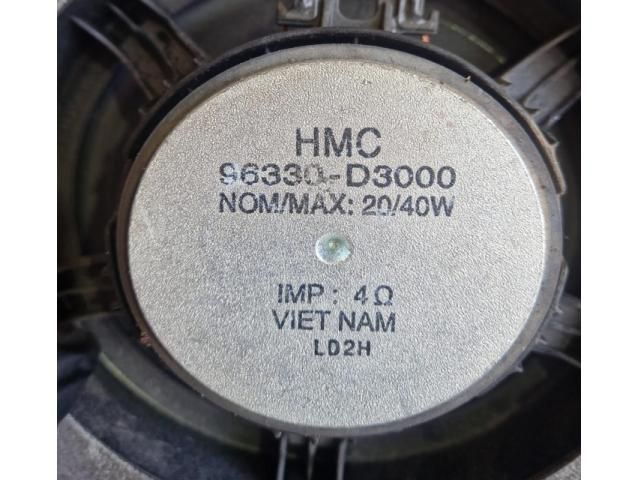 HMC
96330-D3000
NOM/MAX: 20/40W
IMP: 4Ω
VIET NAM
LD2H